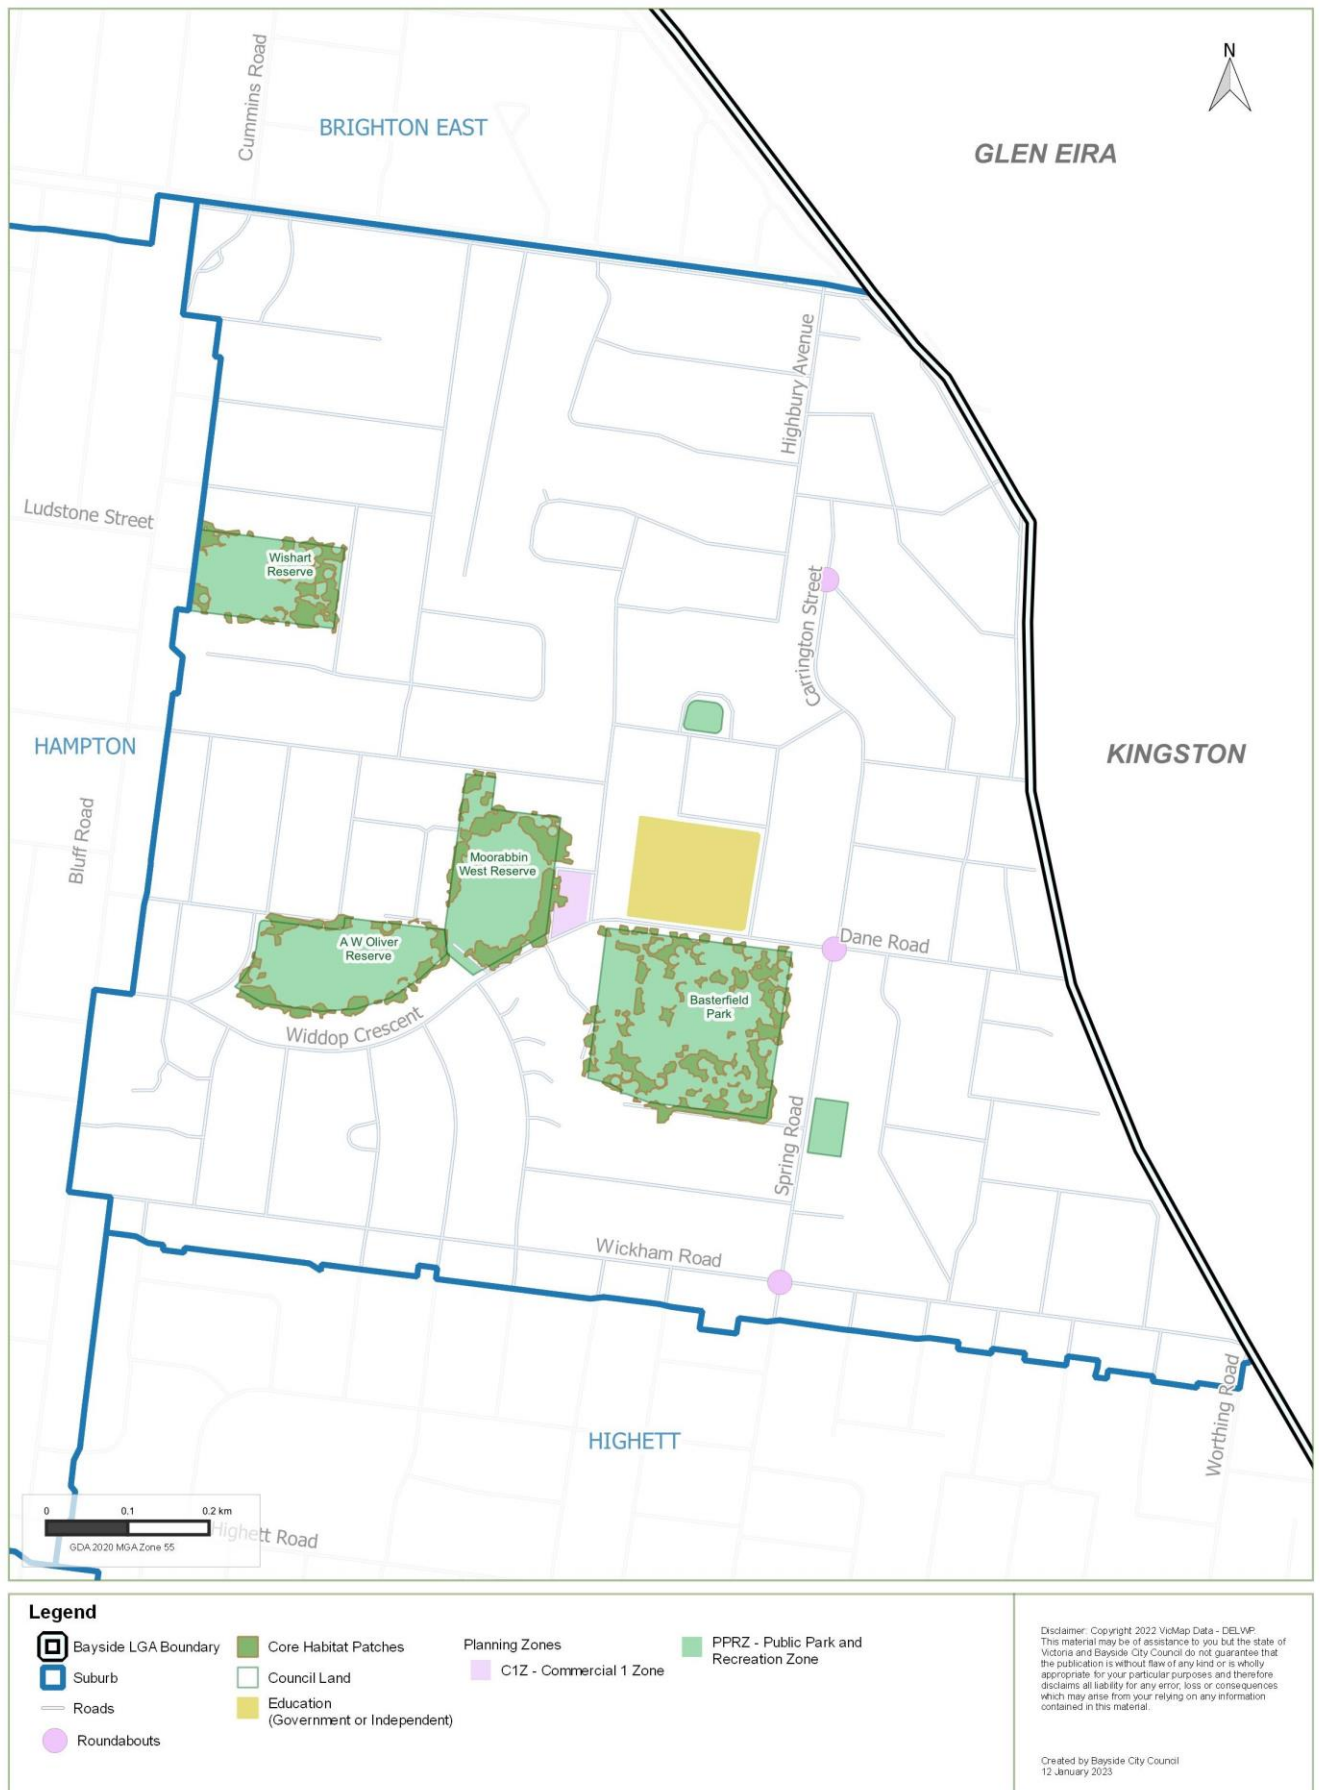 N
Cummins Road
BRIGHTON EAST
GLEN EIRA
Highbury Avenue
Ludstone Street
Wishart
Reserve
Carrington Street
HAMPTON
KINGSTON
Bluff Road
Moorabbin
West Reserve
A W Oliver
Reserve
Dane Road
Basterfield
Park
Widdop Crescent
Spring Road
Wickham Road
Worthing Road
HIGHETT
0 0.1 0.2 km
GDA 2020 MGA Zone 55
Highett Road
Legend
Bayside LGA Boundary
Suburb
Roads
Roundabouts
Core Habitat Patches
Council Land
Education
(Government or Independent)
Planning Zones
C1Z - Commercial 1 Zone
PPRZ - Public Park and
Recreation Zone
Disclaimer: Copyright 2022 VicMap Data - DELWP.
This material may be of assistance to you but the state of
Victoria and Bayside City Council do not guarantee that
the publication is without flaw of any kind or is wholly
appropriate for your particular purposes and therefore
disclaims all liability for any error, loss or consequences
which may arise from your relying on any information
contained in this material.
Created by Bayside City Council
12 January 2023